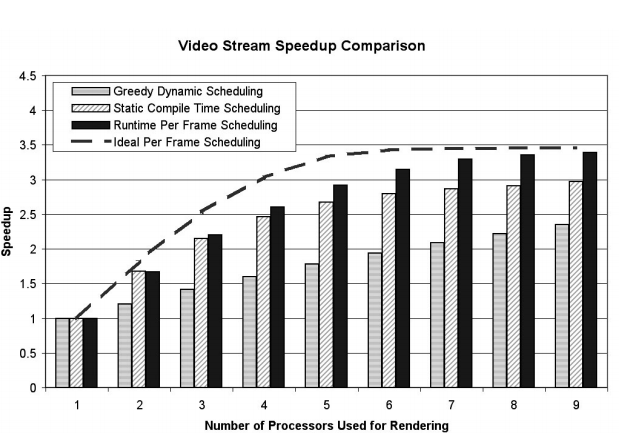 Video Stream Speedup Comparison
4.5
4
3.5
3
2.5
2
1.5
1
0.5
0
Speedup
Greedy Dynamic Scheduling
Static Compile Time Scheduling
Runtime Per Frame Scheduling
Ideal Per Frame Scheduling
1 2 3 4 5 6 7 8 9
Number of Processors Used for Rendering